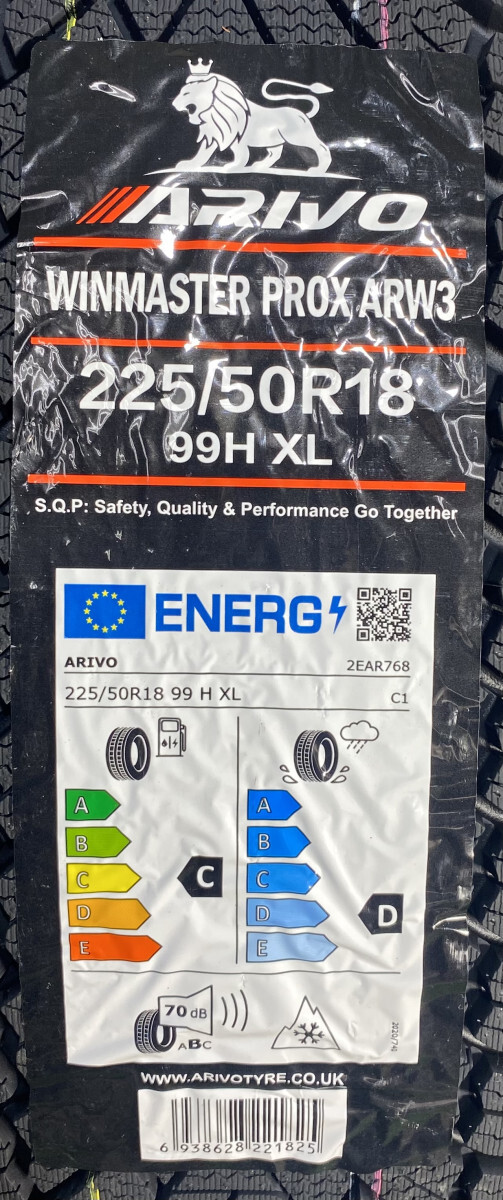 ARIVO
WINMASTER PROX ARW3
225/50R18
99H XL
S.Q.P: Safety, Quality & Performance Go Together
ENERG
ARIVO 2EAR768
225/50R18 99 H XL C1
A A
B B
C C C
D D D
E E
70 dB
ABC
2020/740
WWW.ARIVOTYRE.CO.UK
6 938628 221825